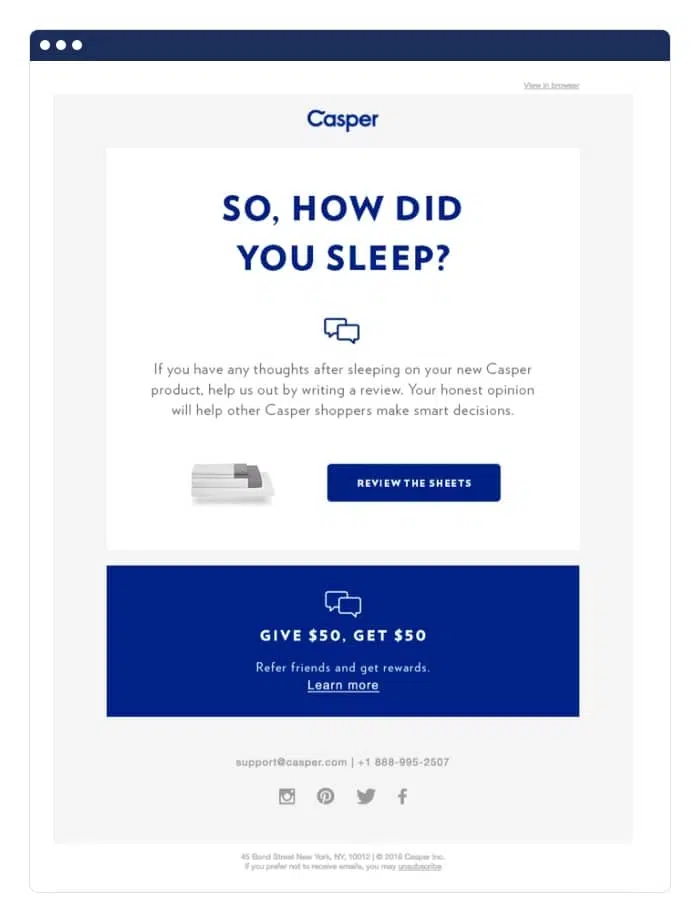 View in browser
Casper
SO, HOW DID
YOU SLEEP?
If you have any thoughts after sleeping on your new Casper
product, help us out by writing a review. Your honest opinion
will help other Casper shoppers make smart decisions.
REVIEW THE SHEETS
GIVE $50, GET $50
Refer friends and get rewards.
Learn more
support@casper.com | +1 888-995-2507
45 Bond Street New York, NY, 10012 | © 2016 Casper Inc.
If you prefer not to receive emails, you may unsubscribe